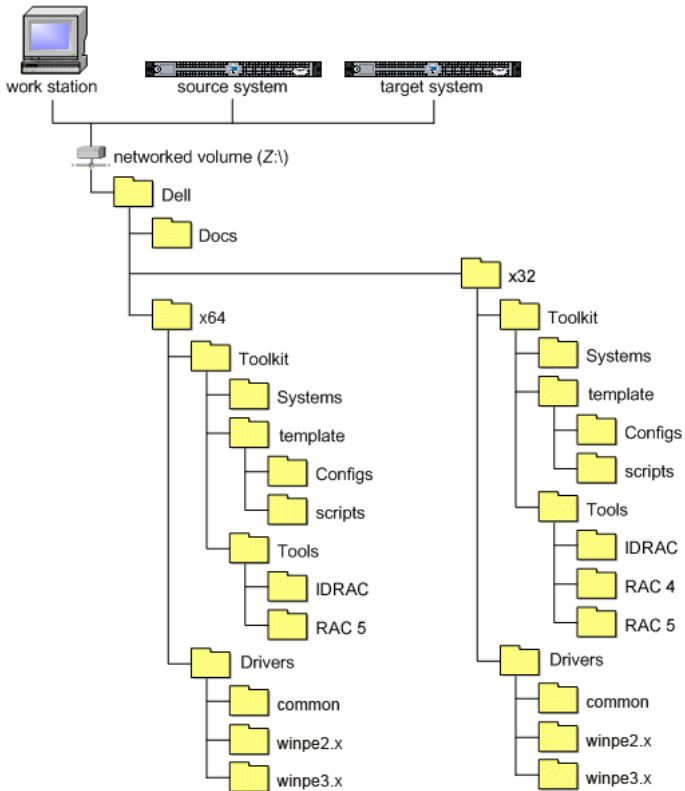 work station
source system
target system
networked volume (Z:\)
Dell
Docs
x64
Toolkit
Systems
template
Configs
scripts
Tools
IDRAC
RAC 5
Drivers
common
winpe2.x
winpe3.x
x32
Toolkit
Systems
template
Configs
scripts
Tools
IDRAC
RAC 4
RAC 5
Drivers
common
winpe2.x
winpe3.x